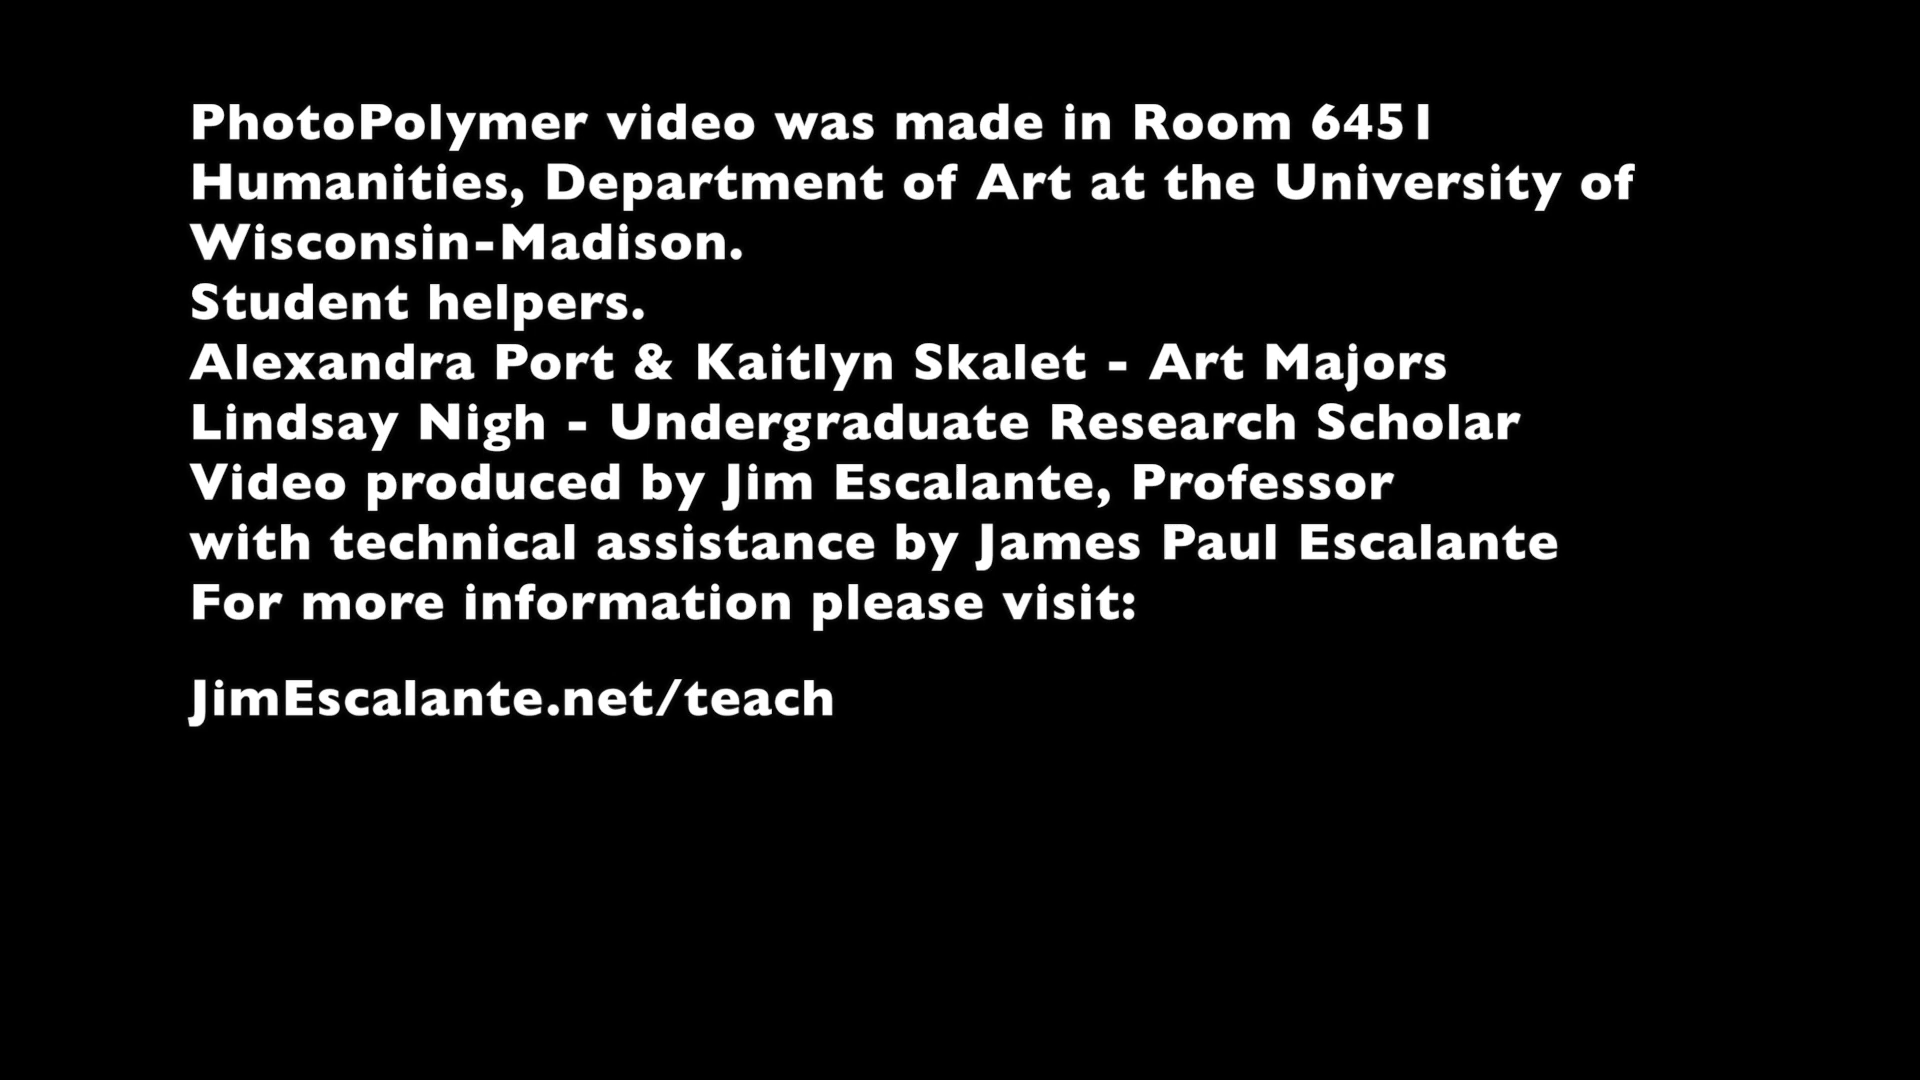 PhotoPolymer video was made in Room 6451
Humanities, Department of Art at the University of
Wisconsin-Madison.
Student helpers.
Alexandra Port & Kaitlyn Skalet - Art Majors
Lindsay Nigh - Undergraduate Research Scholar
Video produced by Jim Escalante, Professor
with technical assistance by James Paul Escalante
For more information please visit:
JimEscalante.net/teach